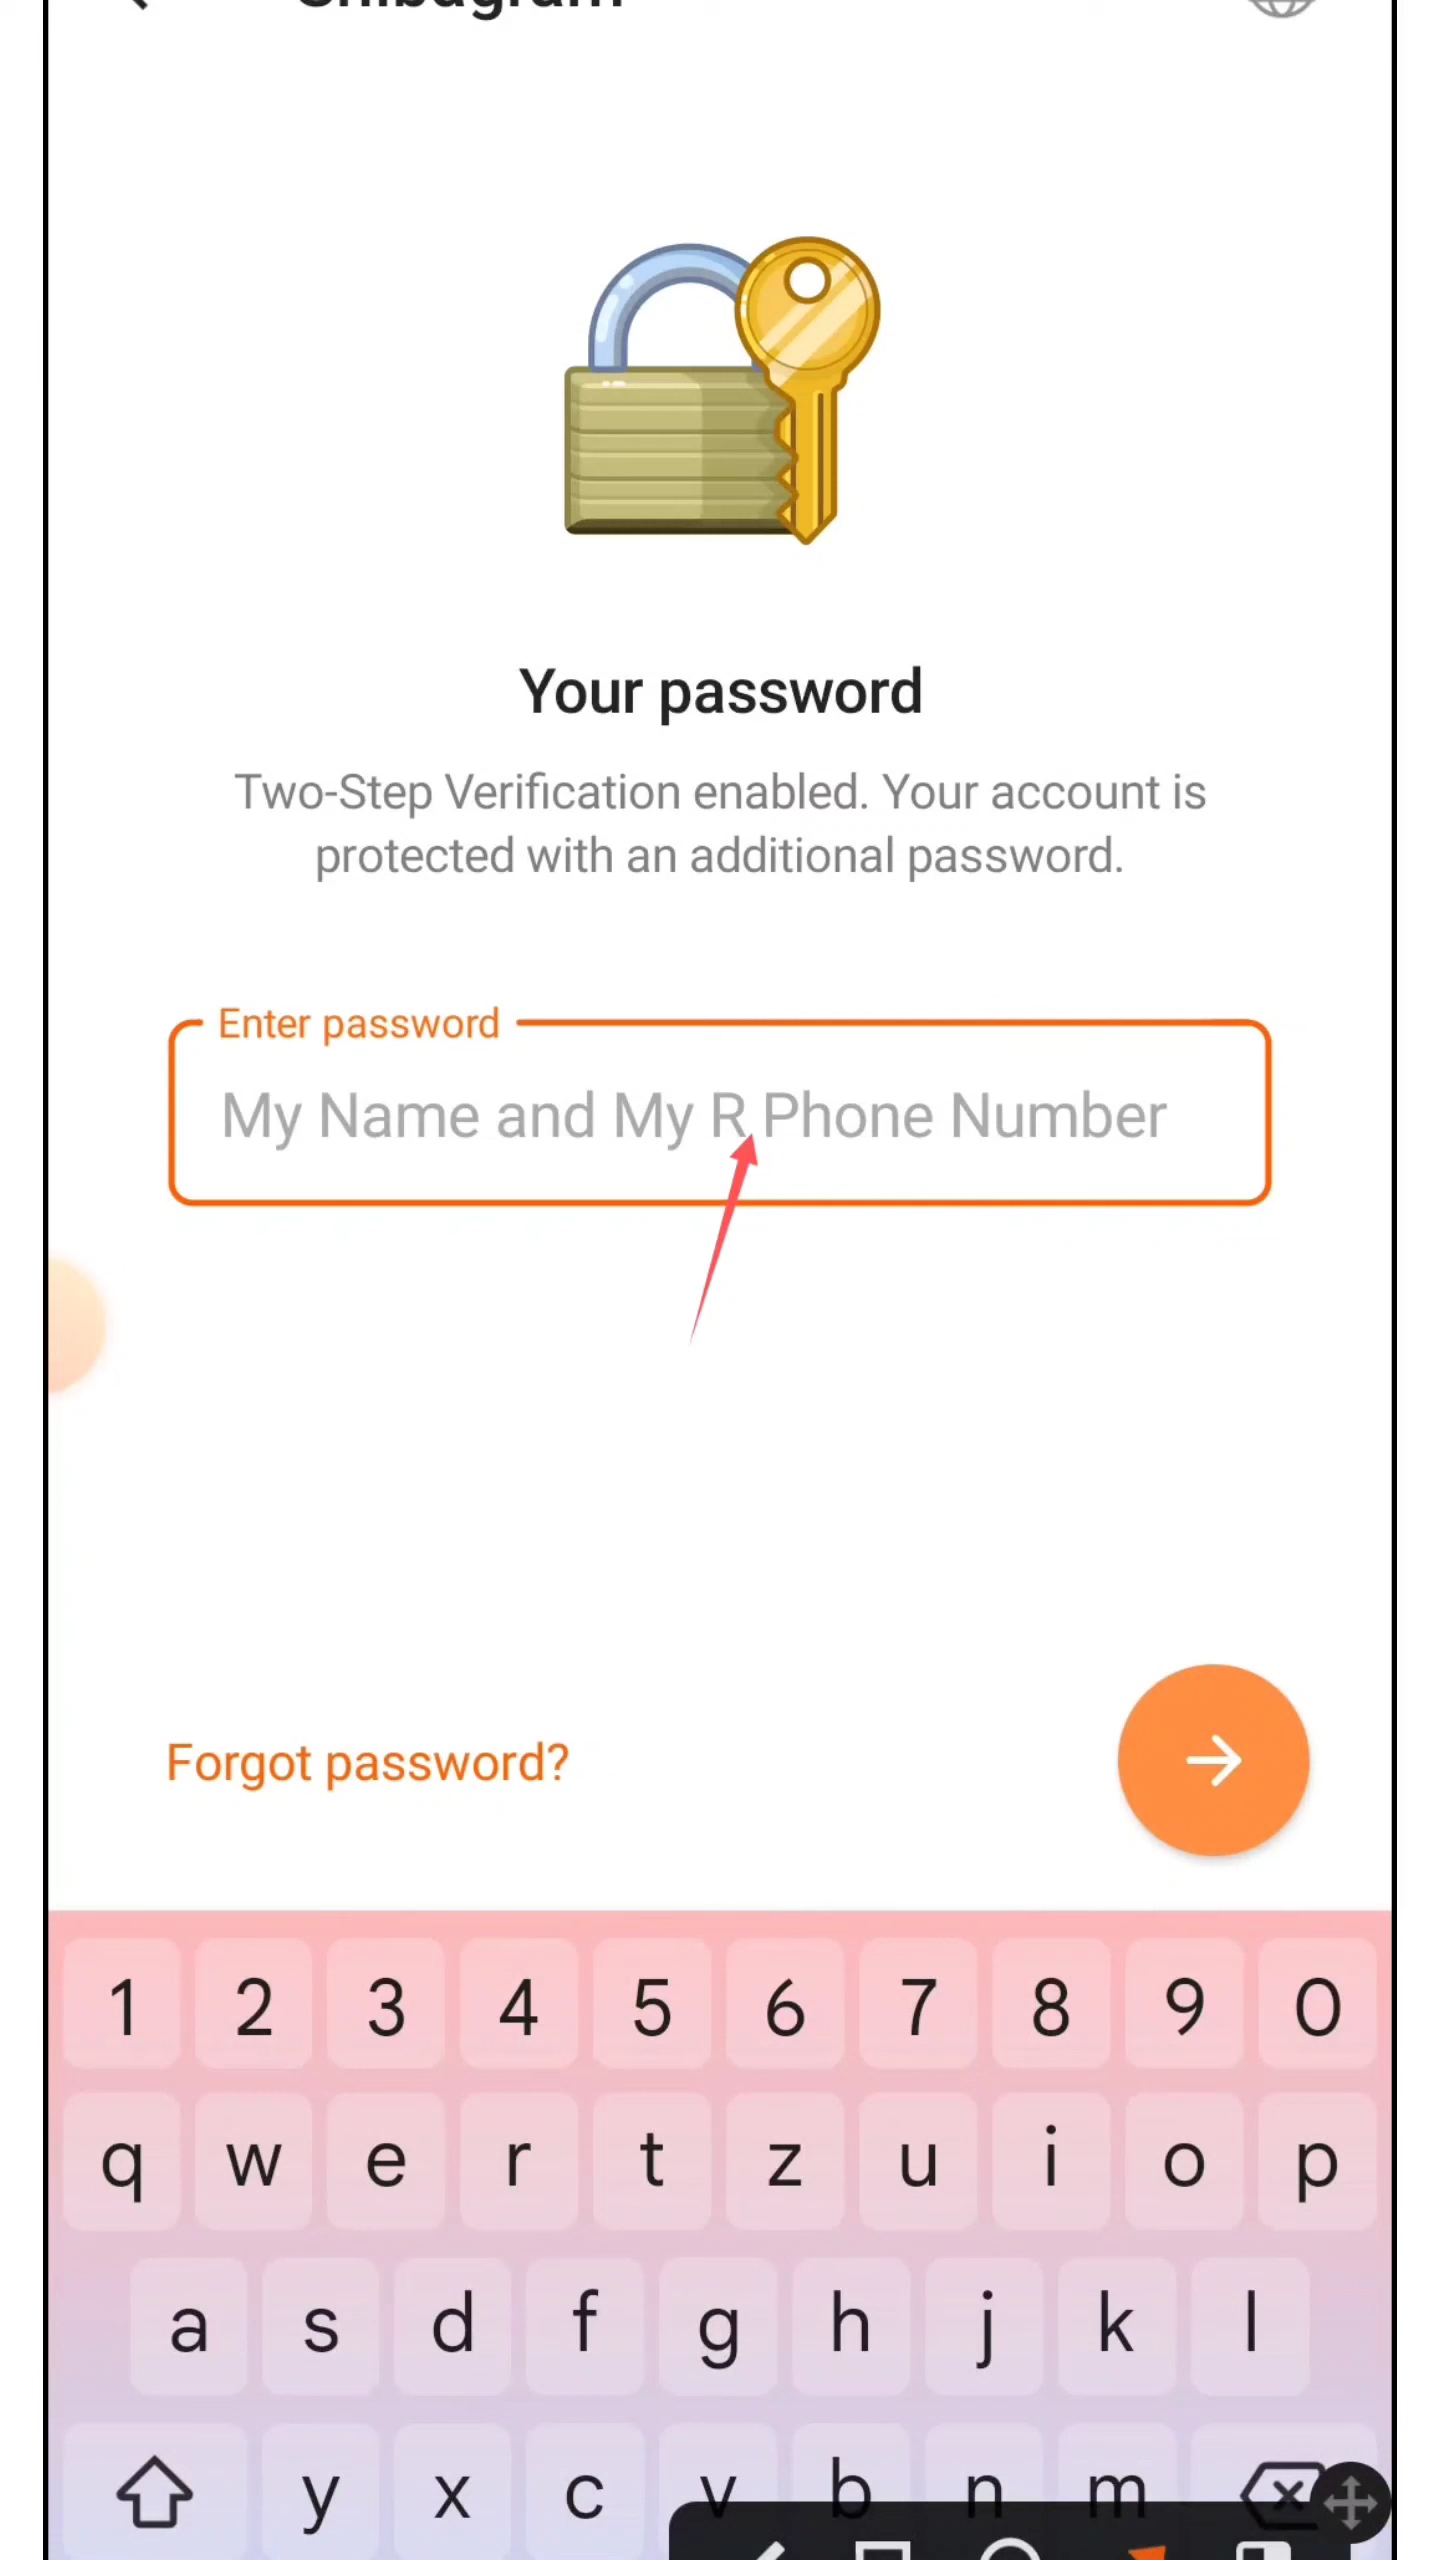 Your password
Two-Step Verification enabled. Your account is
protected with an additional password.
Enter password
My Name and My R Phone Number
Forgot password?
1 2 3 4 5 6 7 8 9 0
q w e r t z u i o p
a s d f g h j k l
y x c v b n m